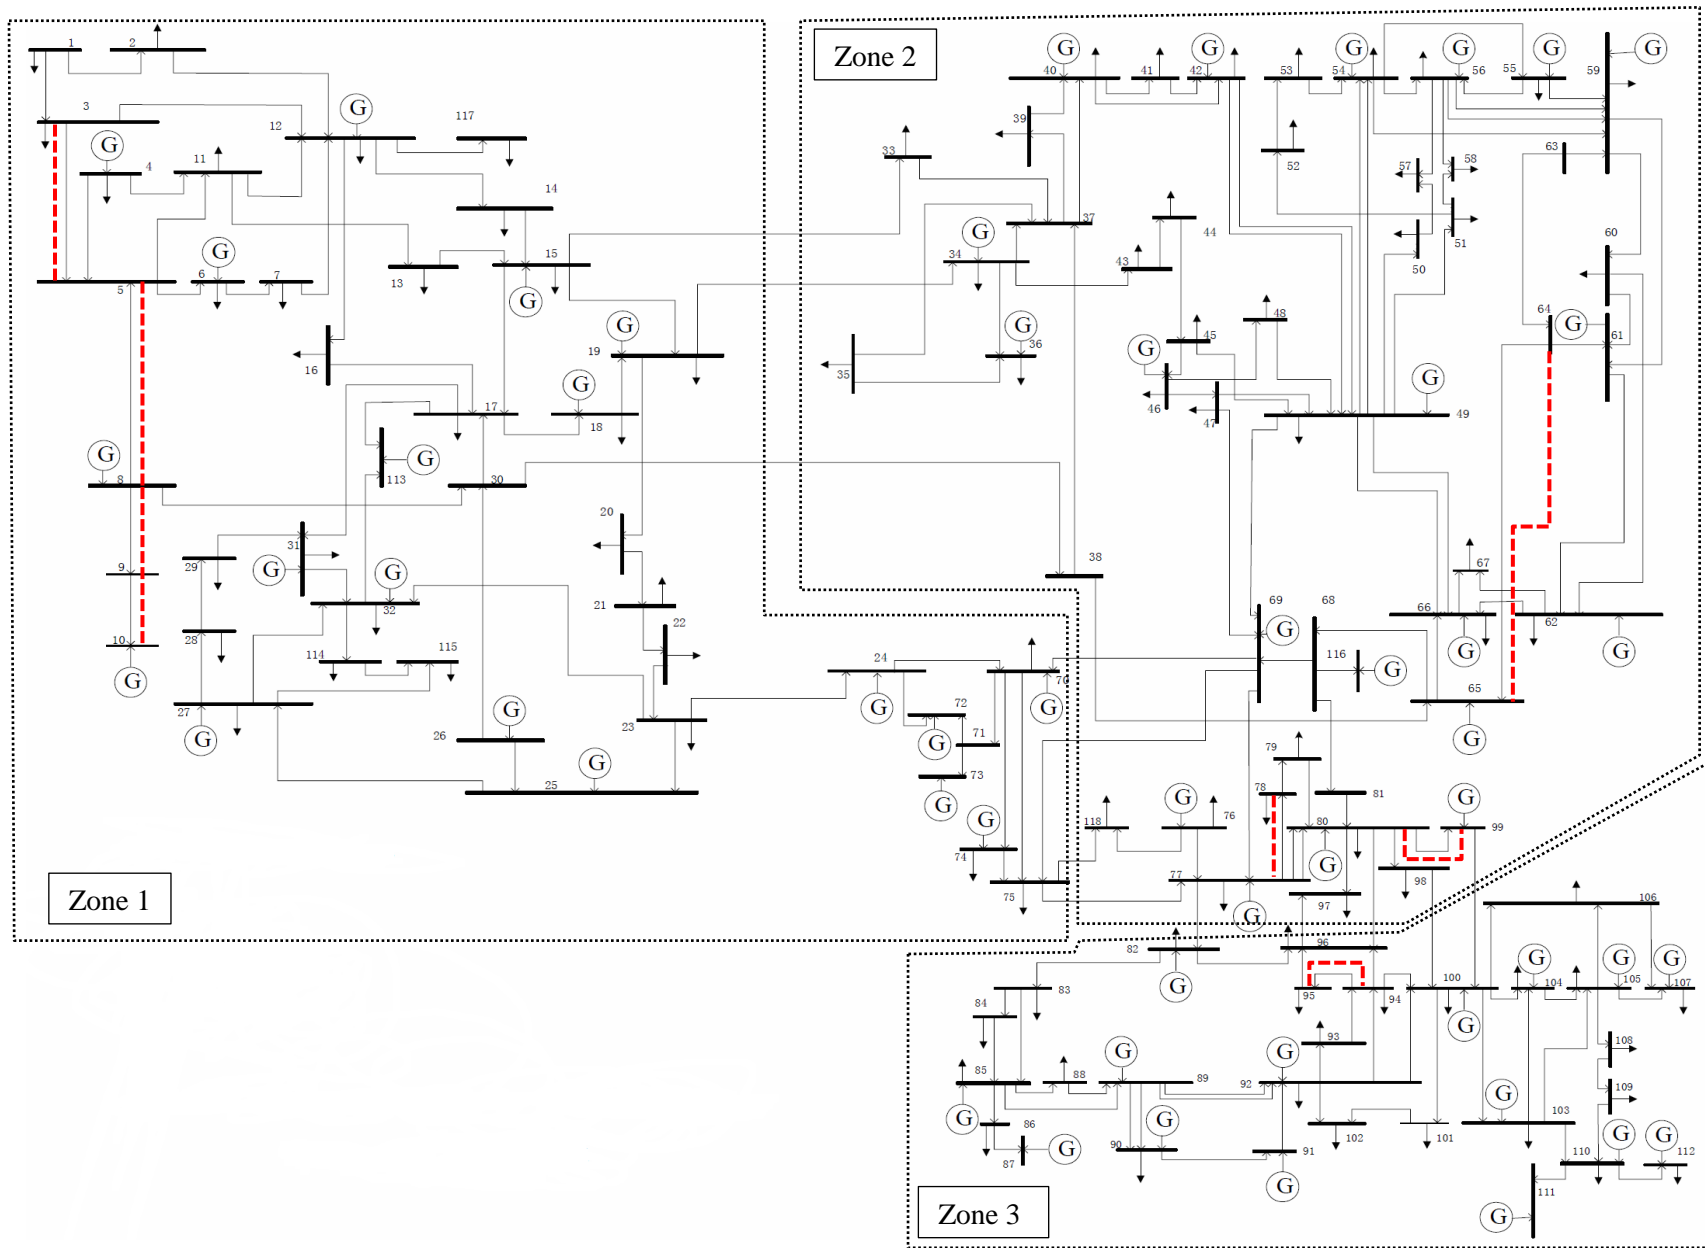 Zone 1
1 2
3
G 12 117
G 4 11
14
15
13
5 G 6 7
G
16
G 19
G 18
17
G 8
113 G
30
20
9 29 31 G G
32
21
28 22
10 114 115
G
27 G 26 G 23
G 25
24 70
G 72 G
G 71
73
G
G
74
75
Zone 2
G G G G G 59 G
40 41 42 53 54 56 55
39
33 52 63
57 58
37 44
G 51 60
34 43 50
64 G 61
48
G 45
36 G
35 46 47 G
49
38 67
69 68 66
G 116 G G 62 G
65
G
79
78 81 G
118 G 76 80 99
G 98
77 97
G
Zone 3
106
82 96
G 100 G G G
83 95 94 104 105 107
84 G
93 108
G G
85 88 89 92 109
G G G 103
86 102 101 G G
87 G 90 91 110 112
G 111
G